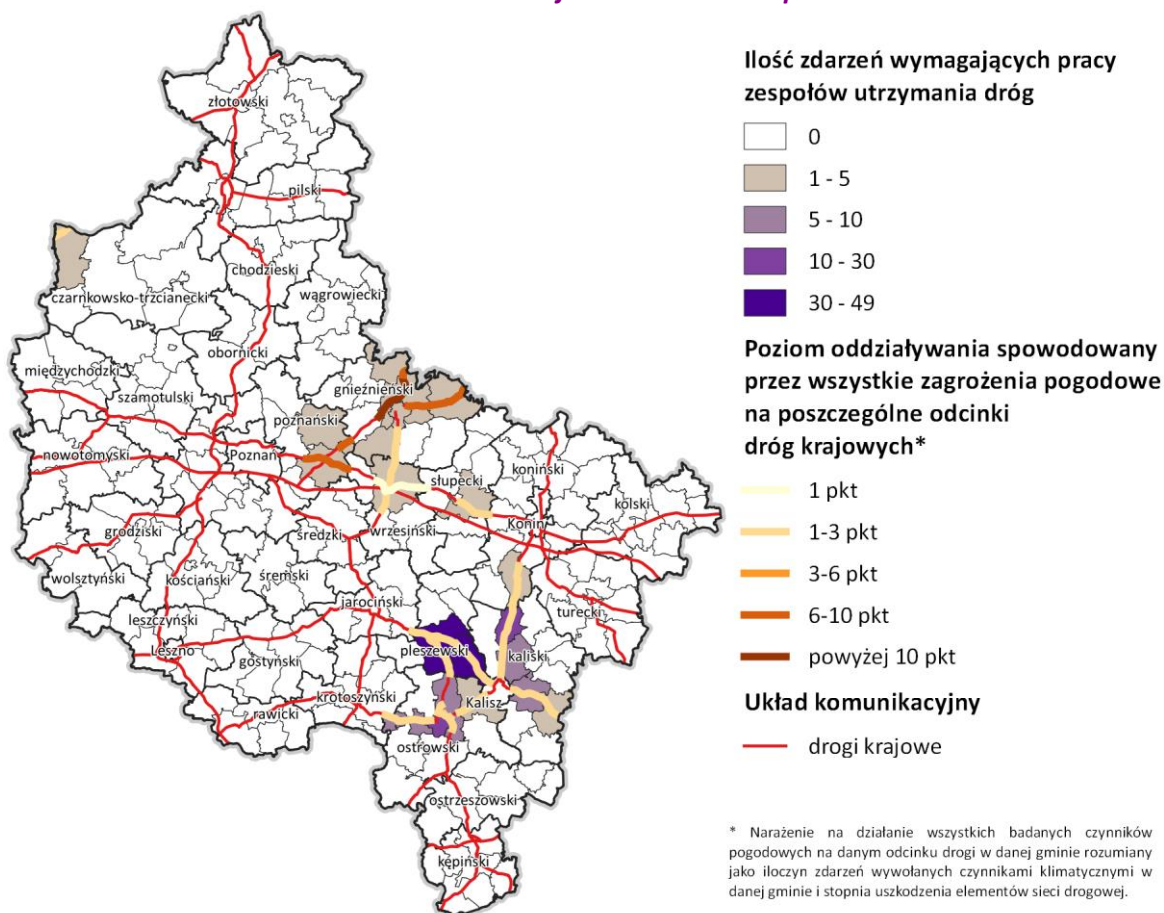 złotowski
pilski
chodzieski
czarnkowsko-trzcianecki
wągrowiecki
obornicki
międzychodzki
szamotulski
gnieźnieński
poznański
nowotomyski
Poznań
słupecki
koniński
kolski
grodziski
średzki
wrzesiński
Konin
wolsztyński
kościański
śremski
jarociński
turecki
leszczyński
Leszno
gostyński
pleszewski
kaliski
krotoszyński
Kalisz
rawicki
ostrowski
ostrzeszowski
kępiński
Ilość zdarzeń wymagających pracy
zespołów utrzymania dróg
0
1 - 5
5 - 10
10 - 30
30 - 49
Poziom oddziaływania spowodowany
przez wszystkie zagrożenia pogodowe
na poszczególne odcinki
dróg krajowych*
1 pkt
1-3 pkt
3-6 pkt
6-10 pkt
powyżej 10 pkt
Układ komunikacyjny
drogi krajowe
* Narażenie na działanie wszystkich badanych czynników
pogodowych na danym odcinku drogi w danej gminie rozumiany
jako iloczyn zdarzeń wywołanych czynnikami klimatycznymi w
danej gminie i stopnia uszkodzenia elementów sieci drogowej.